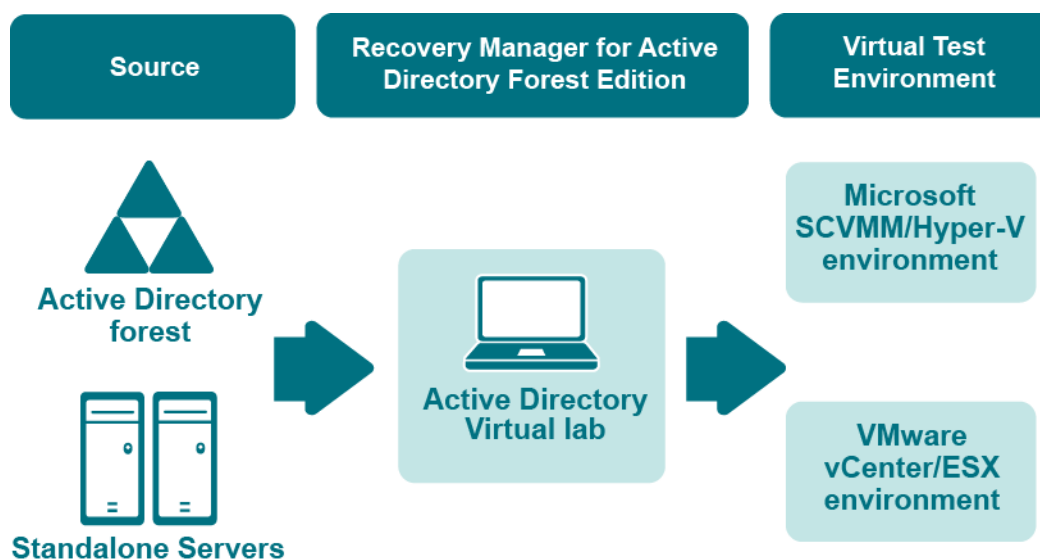 Source
Recovery Manager for Active
Directory Forest Edition
Virtual Test
Environment
Active Directory
forest
Standalone Servers
Active Directory
Virtual lab
Microsoft
SCVMM/Hyper-V
environment
VMware
vCenter/ESX
environment